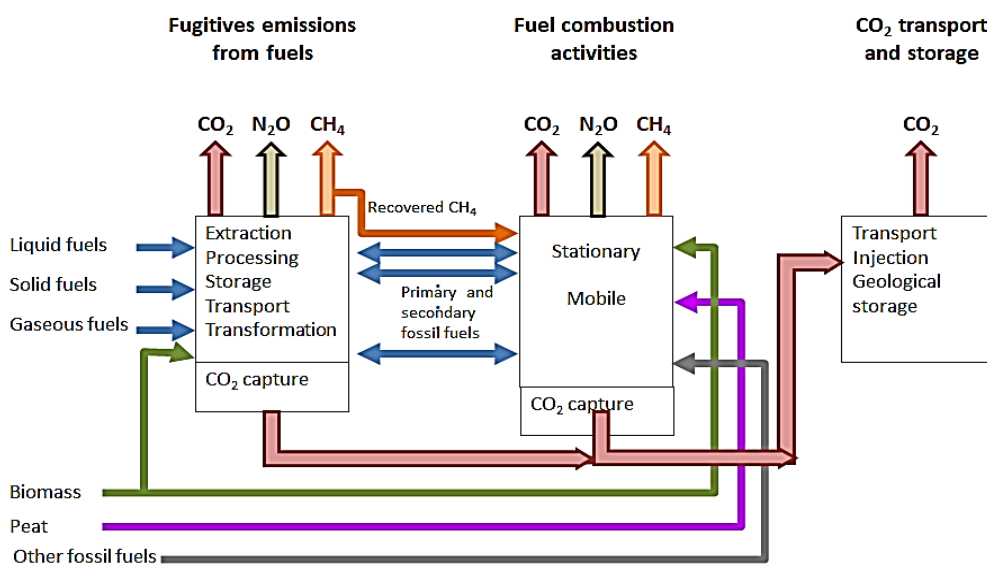 Fugitives emissions
from fuels
Fuel combustion
activities
CO₂ transport
and storage
CO₂ N₂O CH₄
CO₂ N₂O CH₄
CO₂
Recovered CH₄
Liquid fuels
Solid fuels
Gaseous fuels
Extraction
Processing
Storage
Transport
Transformation
CO₂ capture
Primary and
secondary
fossil fuels
Stationary
Mobile
CO₂ capture
Transport
Injection
Geological
storage
Biomass
Peat
Other fossil fuels